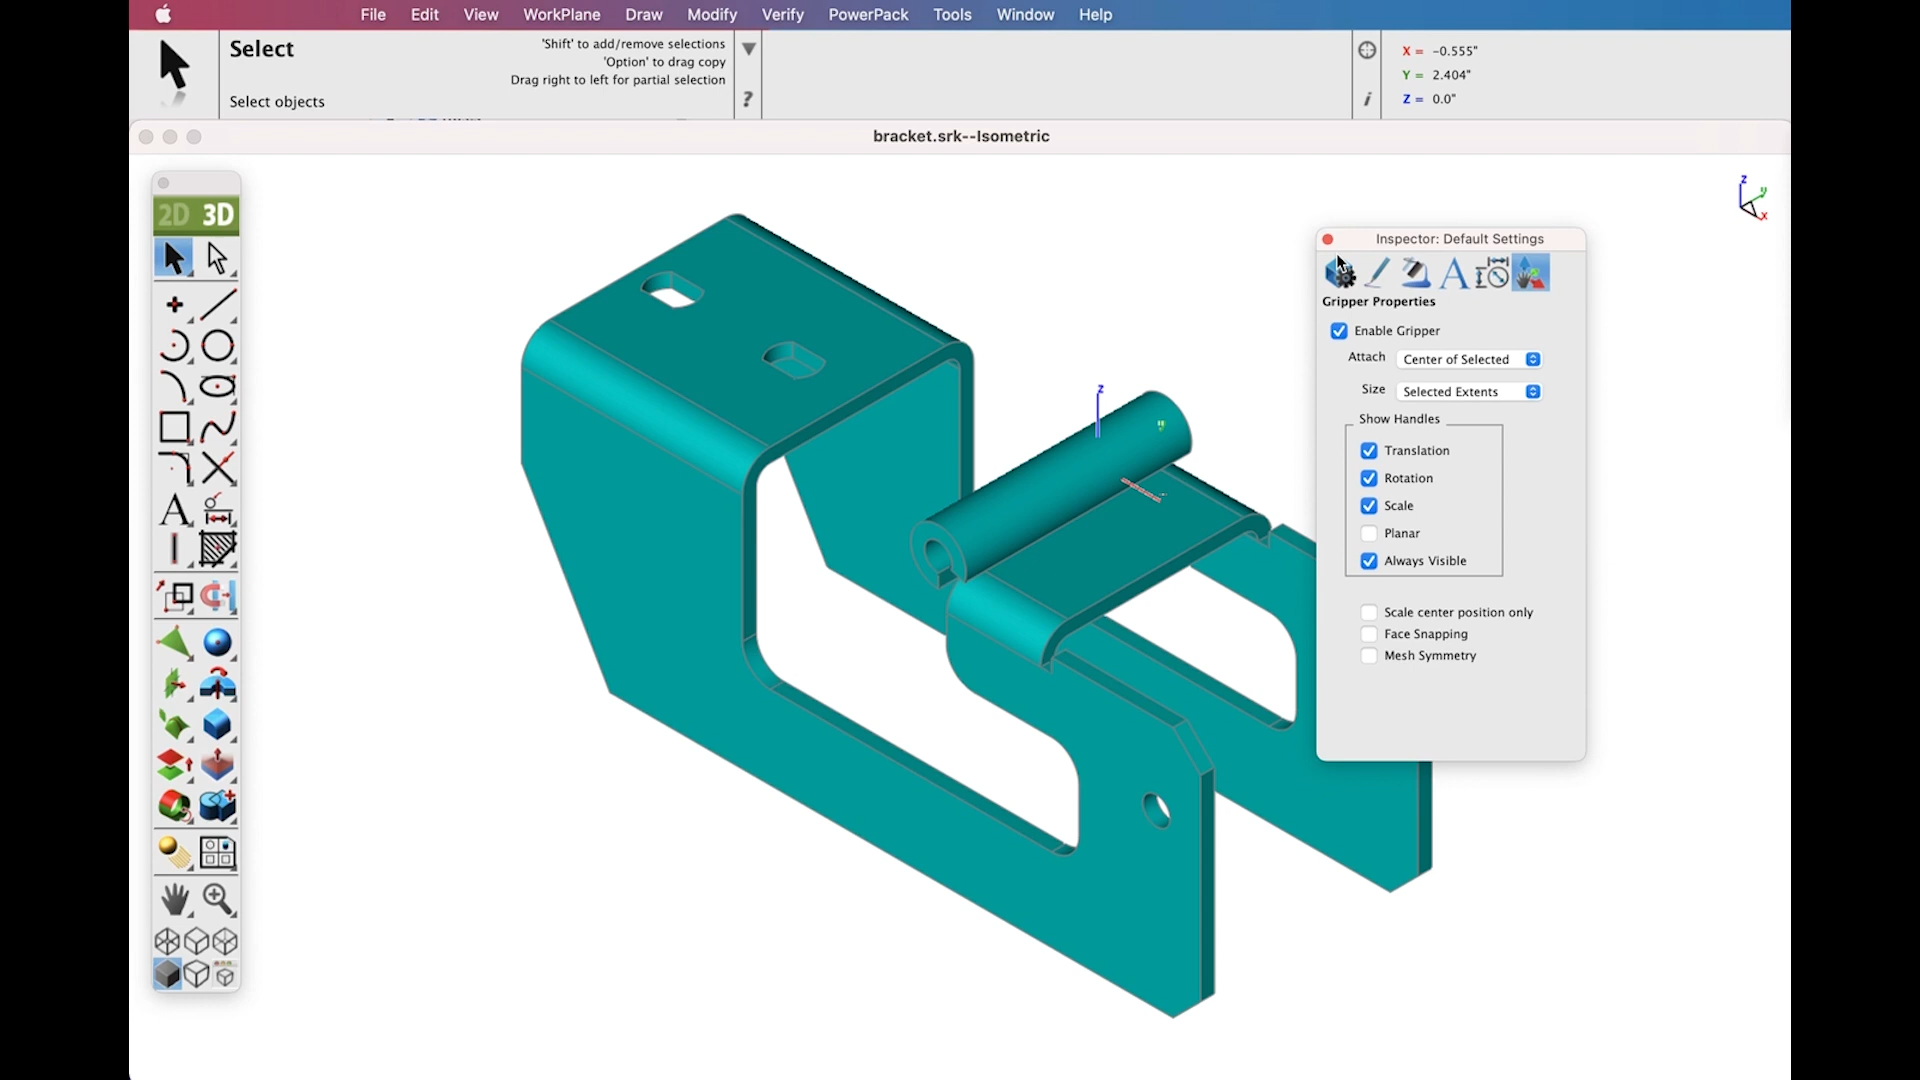 File Edit View WorkPlane Draw Modify Verify PowerPack Tools Window Help
Select
'Shift' to add/remove selections
'Option' to drag copy
Drag right to left for partial selection
Select objects
?
i
X = -0.555"
Y = 2.404"
Z = 0.0"
bracket.srk--Isometric
2D 3D
A
z
y
x
z
y
Inspector: Default Settings
A
Gripper Properties
Enable Gripper
Attach Center of Selected
Size Selected Extents
Show Handles
Translation
Rotation
Scale
Planar
Always Visible
Scale center position only
Face Snapping
Mesh Symmetry